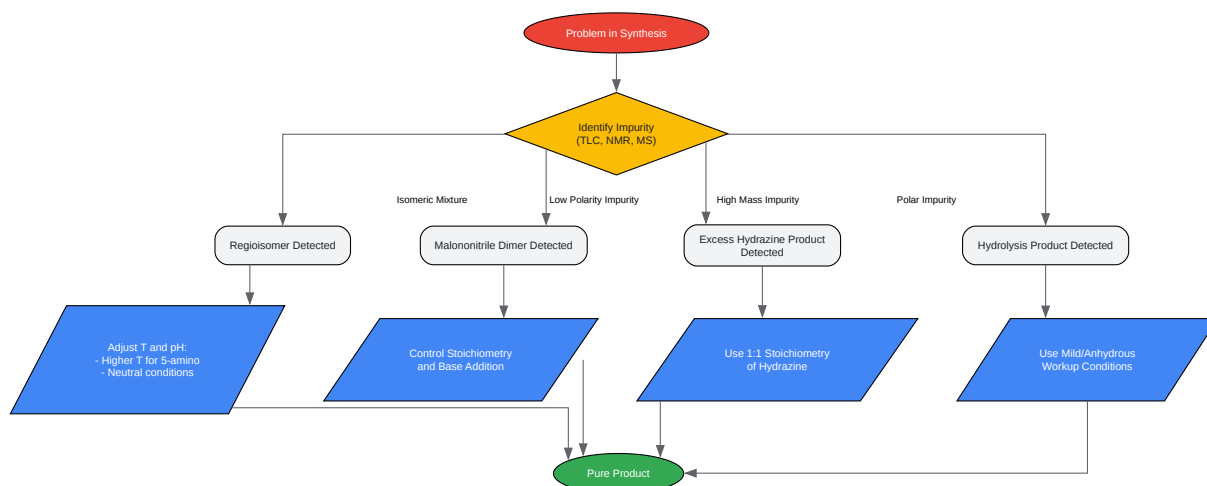 Problem in Synthesis
Identify Impurity
(TLC, NMR, MS)
Isomeric Mixture
Low Polarity Impurity
High Mass Impurity
Polar Impurity
Regioisomer Detected
Malononitrile Dimer Detected
Excess Hydrazine Product
Detected
Hydrolysis Product Detected
Adjust T and pH:
- Higher T for 5-amino
- Neutral conditions
Control Stoichiometry
and Base Addition
Use 1:1 Stoichiometry
of Hydrazine
Use Mild/Anhydrous
Workup Conditions
Pure Product